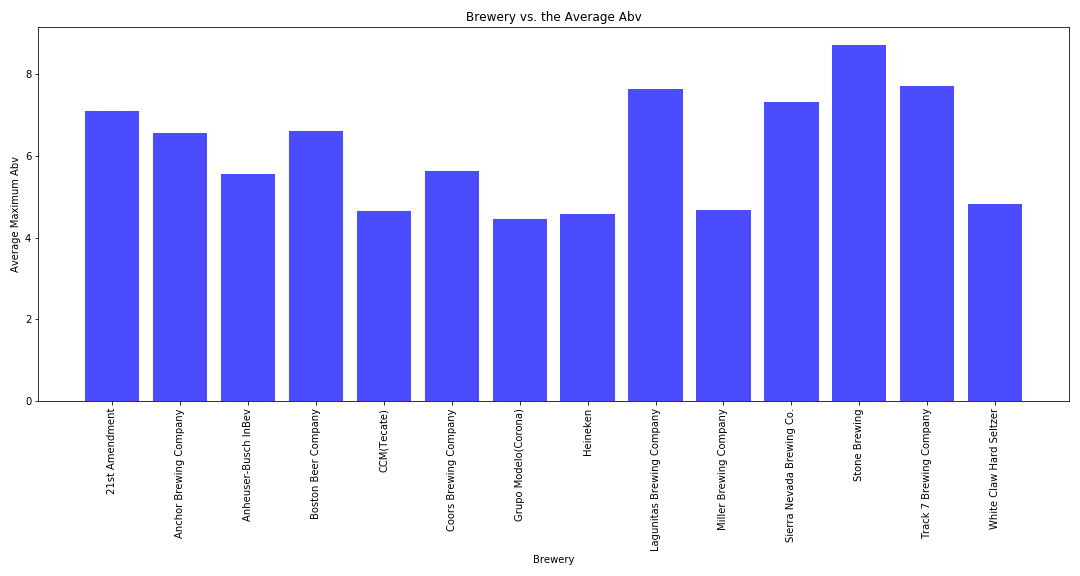 Brewery vs. the Average Abv
Average Maximum Abv
8
6
4
2
0
21st Amendment
Anchor Brewing Company
Anheuser-Busch InBev
Boston Beer Company
CCM(Tecate)
Coors Brewing Company
Grupo Modelo(Corona)
Heineken
Lagunitas Brewing Company
Miller Brewing Company
Sierra Nevada Brewing Co.
Stone Brewing
Track 7 Brewing Company
White Claw Hard Seltzer
Brewery